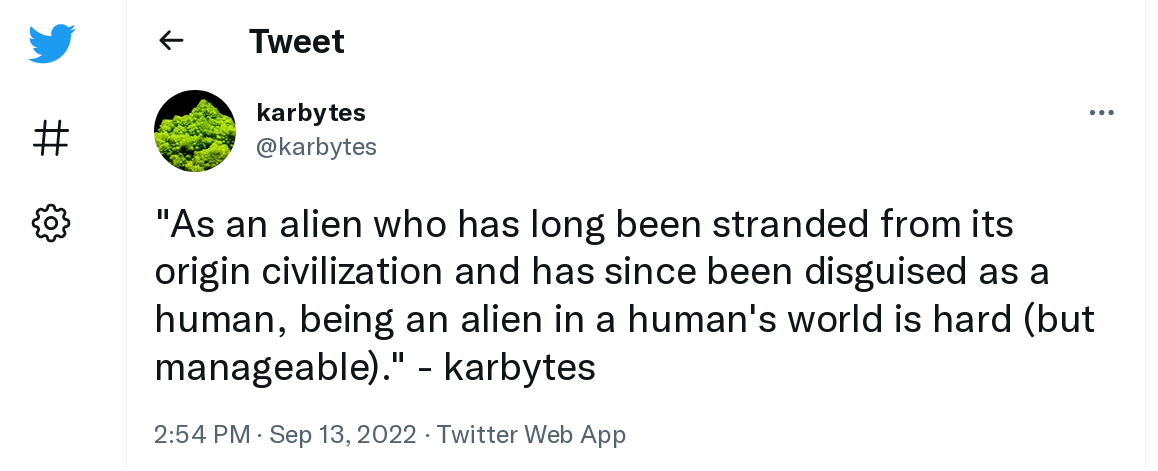 Tweet
karbytes
@karbytes
"As an alien who has long been stranded from its
origin civilization and has since been disguised as a
human, being an alien in a human's world is hard (but
manageable)." - karbytes
2:54 PM · Sep 13, 2022 · Twitter Web App